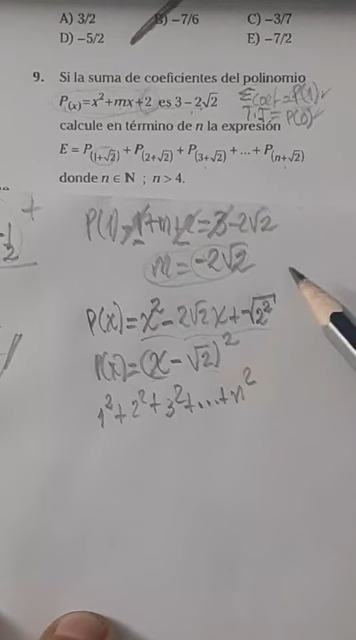 A) 3/2 B) −7/6 C) −3/7
D) −5/2 E) −7/2
9. Si la suma de coeficientes del polinomio
P(x)=x²+mx+2 es 3−2√2
calcule en término de n la expresión
E = P(1+√2) + P(2+√2) + P(3+√2) + ... + P(n+√2)
donde n ∈ N ; n > 4.
Σcoef = P(1)
T.I = P(0)
P(1)=1+m+2=3-2√2
m=-2√2
P(x)=x²-2√2x+√2²
P(x)=(x-√2)²
1²+2²+3²+...+n²